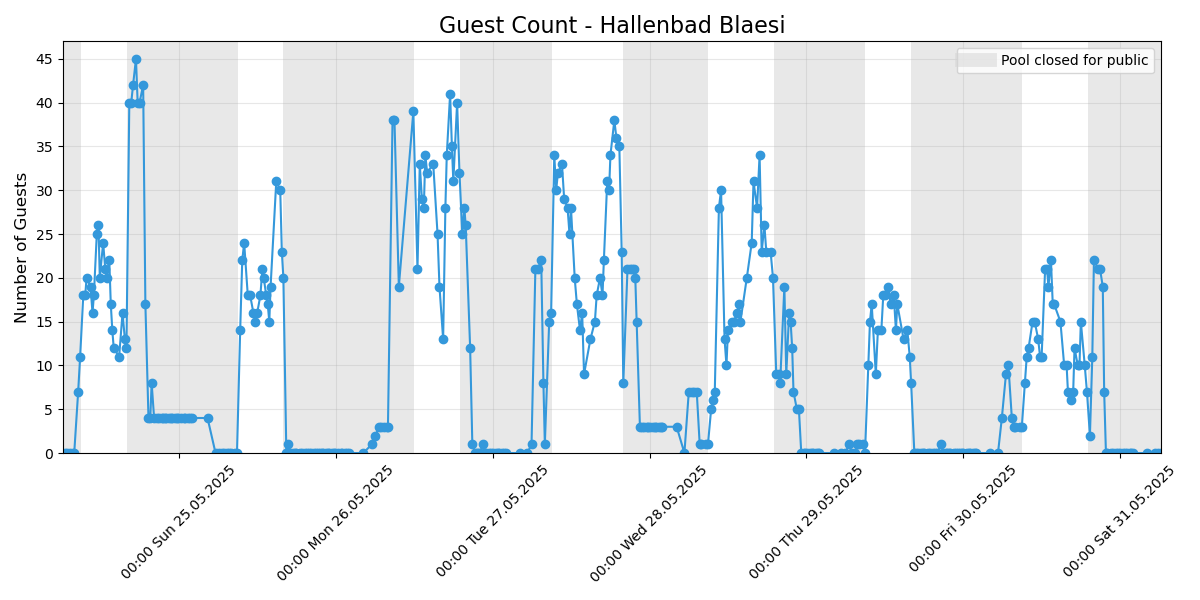 Guest Count - Hallenbad Blaesi
Pool closed for public
Number of Guests
45
40
35
30
25
20
15
10
5
0
00:00 Sun 25.05.2025
00:00 Mon 26.05.2025
00:00 Tue 27.05.2025
00:00 Wed 28.05.2025
00:00 Thu 29.05.2025
00:00 Fri 30.05.2025
00:00 Sat 31.05.2025